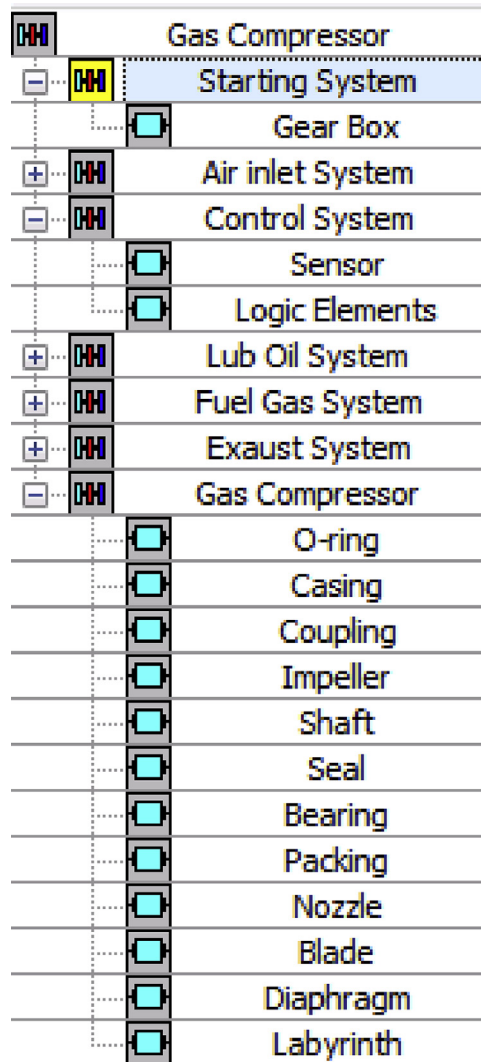 Gas Compressor
Starting System
Gear Box
Air inlet System
Control System
Sensor
Logic Elements
Lub Oil System
Fuel Gas System
Exaust System
Gas Compressor
O-ring
Casing
Coupling
Impeller
Shaft
Seal
Bearing
Packing
Nozzle
Blade
Diaphragm
Labyrinth